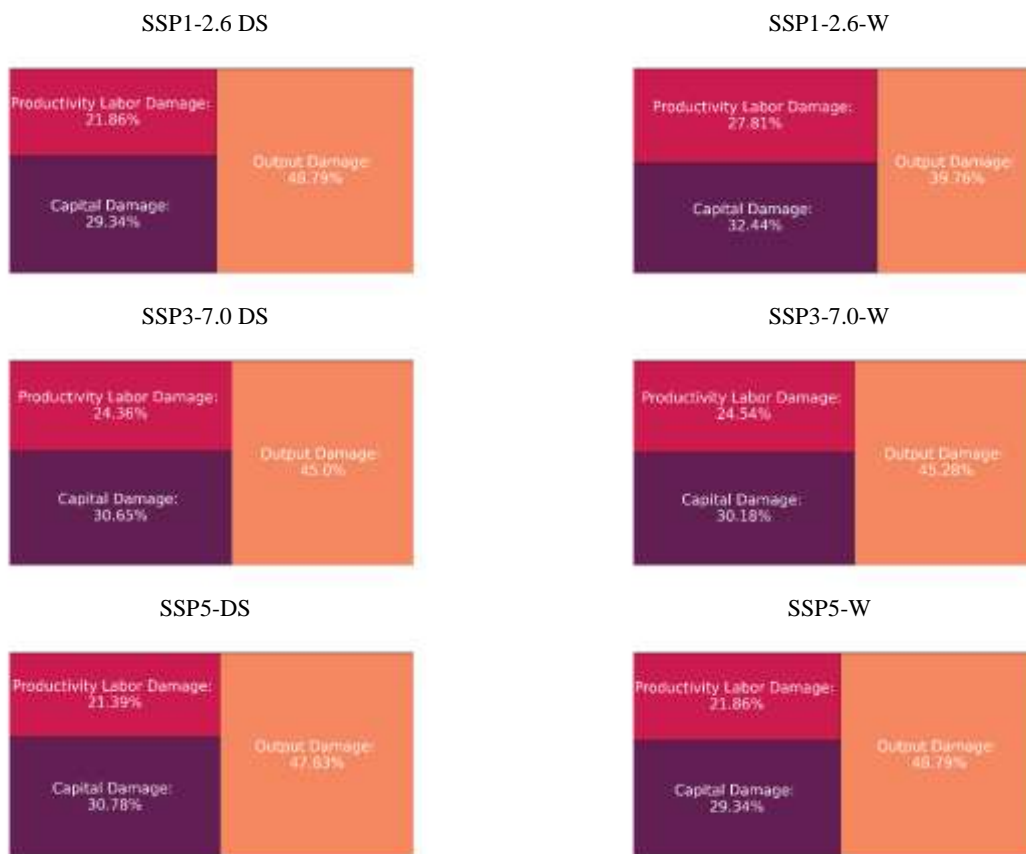 SSP1-2.6 DS
SSP1-2.6-W
Productivity Labor Damage:
21.86%
Capital Damage:
29.34%
Output Damage:
48.79%
Productivity Labor Damage:
27.81%
Capital Damage:
32.44%
Output Damage:
39.76%
SSP3-7.0 DS
SSP3-7.0-W
Productivity Labor Damage:
24.36%
Capital Damage:
30.65%
Output Damage:
45.0%
Productivity Labor Damage:
24.54%
Capital Damage:
30.18%
Output Damage:
45.28%
SSP5-DS
SSP5-W
Productivity Labor Damage:
21.39%
Capital Damage:
30.78%
Output Damage:
47.83%
Productivity Labor Damage:
21.86%
Capital Damage:
29.34%
Output Damage:
48.79%